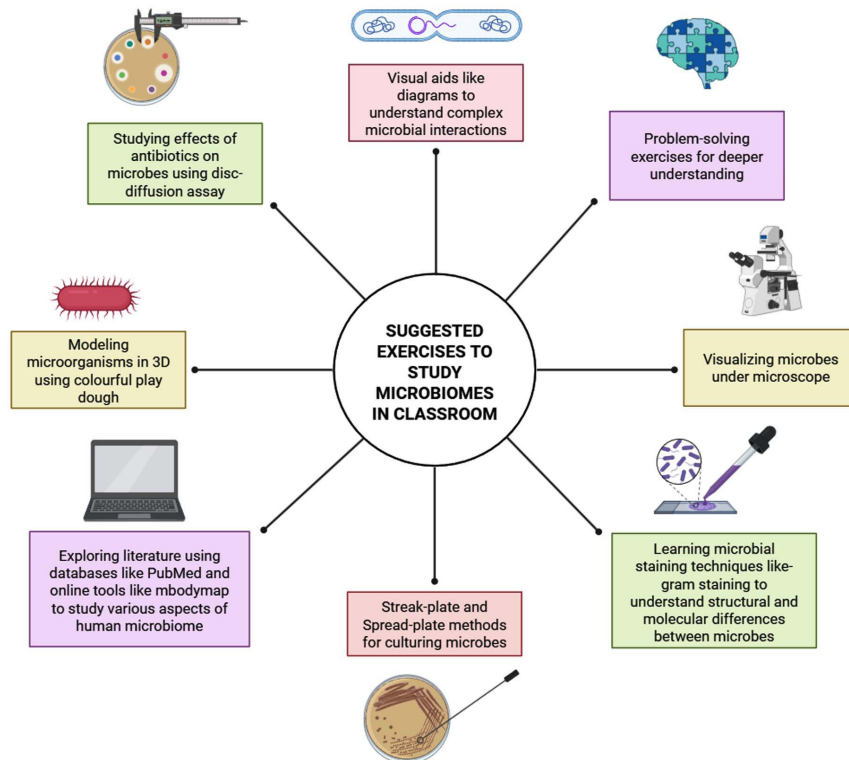 Visual aids like
diagrams to
understand complex
microbial interactions
Studying effects of
antibiotics on
microbes using disc-
diffusion assay
Problem-solving
exercises for deeper
understanding
SUGGESTED
EXERCISES TO
STUDY
MICROBIOMES
IN CLASSROOM
Modeling
microorganisms in 3D
using colourful play
dough
Visualizing microbes
under microscope
Exploring literature using
databases like PubMed and
online tools like mbodymap
to study various aspects of
human microbiome
Streak-plate and
Spread-plate methods
for culturing microbes
Learning microbial
staining techniques like-
gram staining to
understand structural and
molecular differences
between microbes